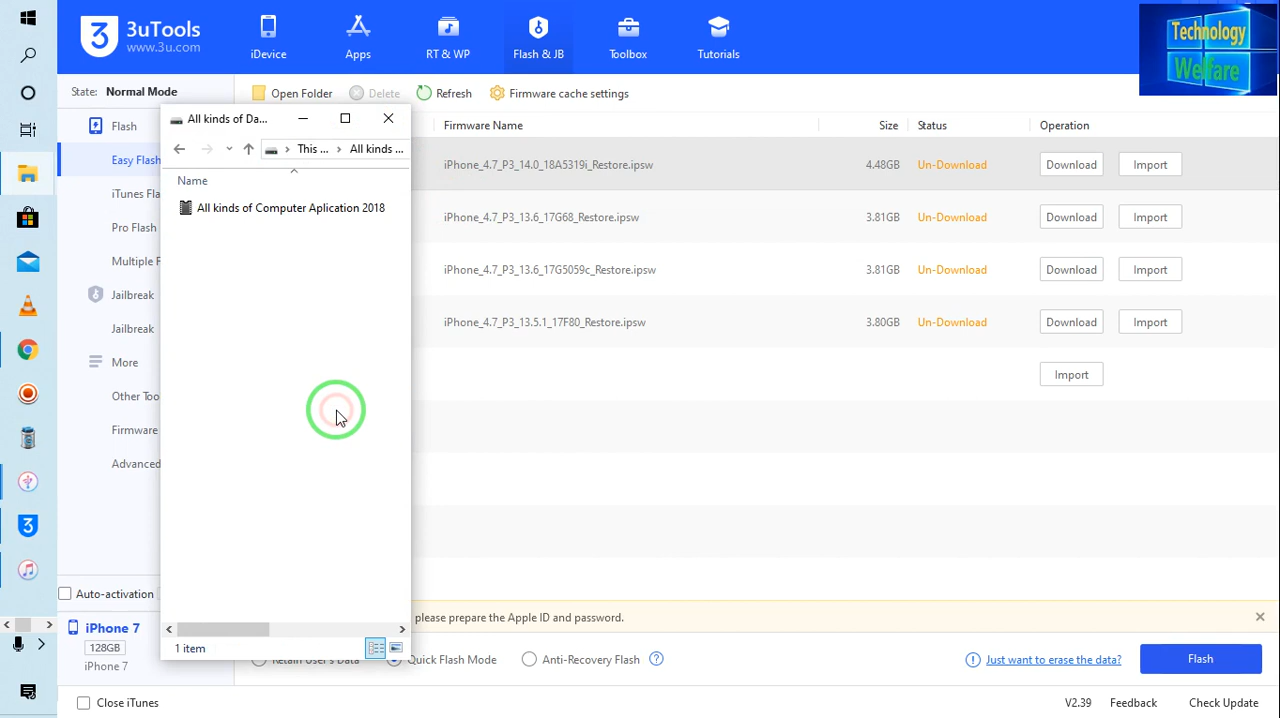 3uTools
www.3u.com
iDevice
Apps
RT & WP
Flash & JB
Toolbox
Tutorials
Technology
Welfare
State: Normal Mode
Open Folder
Delete
Refresh
Firmware cache settings
Flash
Easy Flash
iTunes Fla
Pro Flash
Multiple F
Jailbreak
Jailbreak
More
Other Too
Firmware
Advanced
All kinds of Da...
This ...
All kinds ...
Name
All kinds of Computer Aplication 2018
1 item
Firmware Name Size Status Operation
iPhone_4.7_P3_14.0_18A5319i_Restore.ipsw 4.48GB Un-Download Download Import
iPhone_4.7_P3_13.6_17G68_Restore.ipsw 3.81GB Un-Download Download Import
iPhone_4.7_P3_13.6_17G5059c_Restore.ipsw 3.81GB Un-Download Download Import
iPhone_4.7_P3_13.5.1_17F80_Restore.ipsw 3.80GB Un-Download Download Import
Import
Auto-activation
please prepare the Apple ID and password.
iPhone 7
128GB
iPhone 7
Retain User's Data
Quick Flash Mode
Anti-Recovery Flash
Just want to erase the data?
Flash
Close iTunes
V2.39
Feedback
Check Update